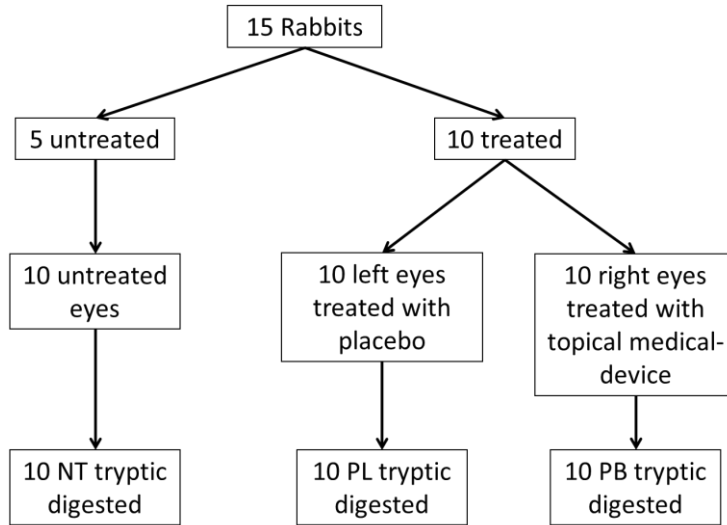 15 Rabbits
5 untreated
10 treated
10 untreated
eyes
10 left eyes
treated with
placebo
10 right eyes
treated with
topical medical-
device
10 NT tryptic
digested
10 PL tryptic
digested
10 PB tryptic
digested